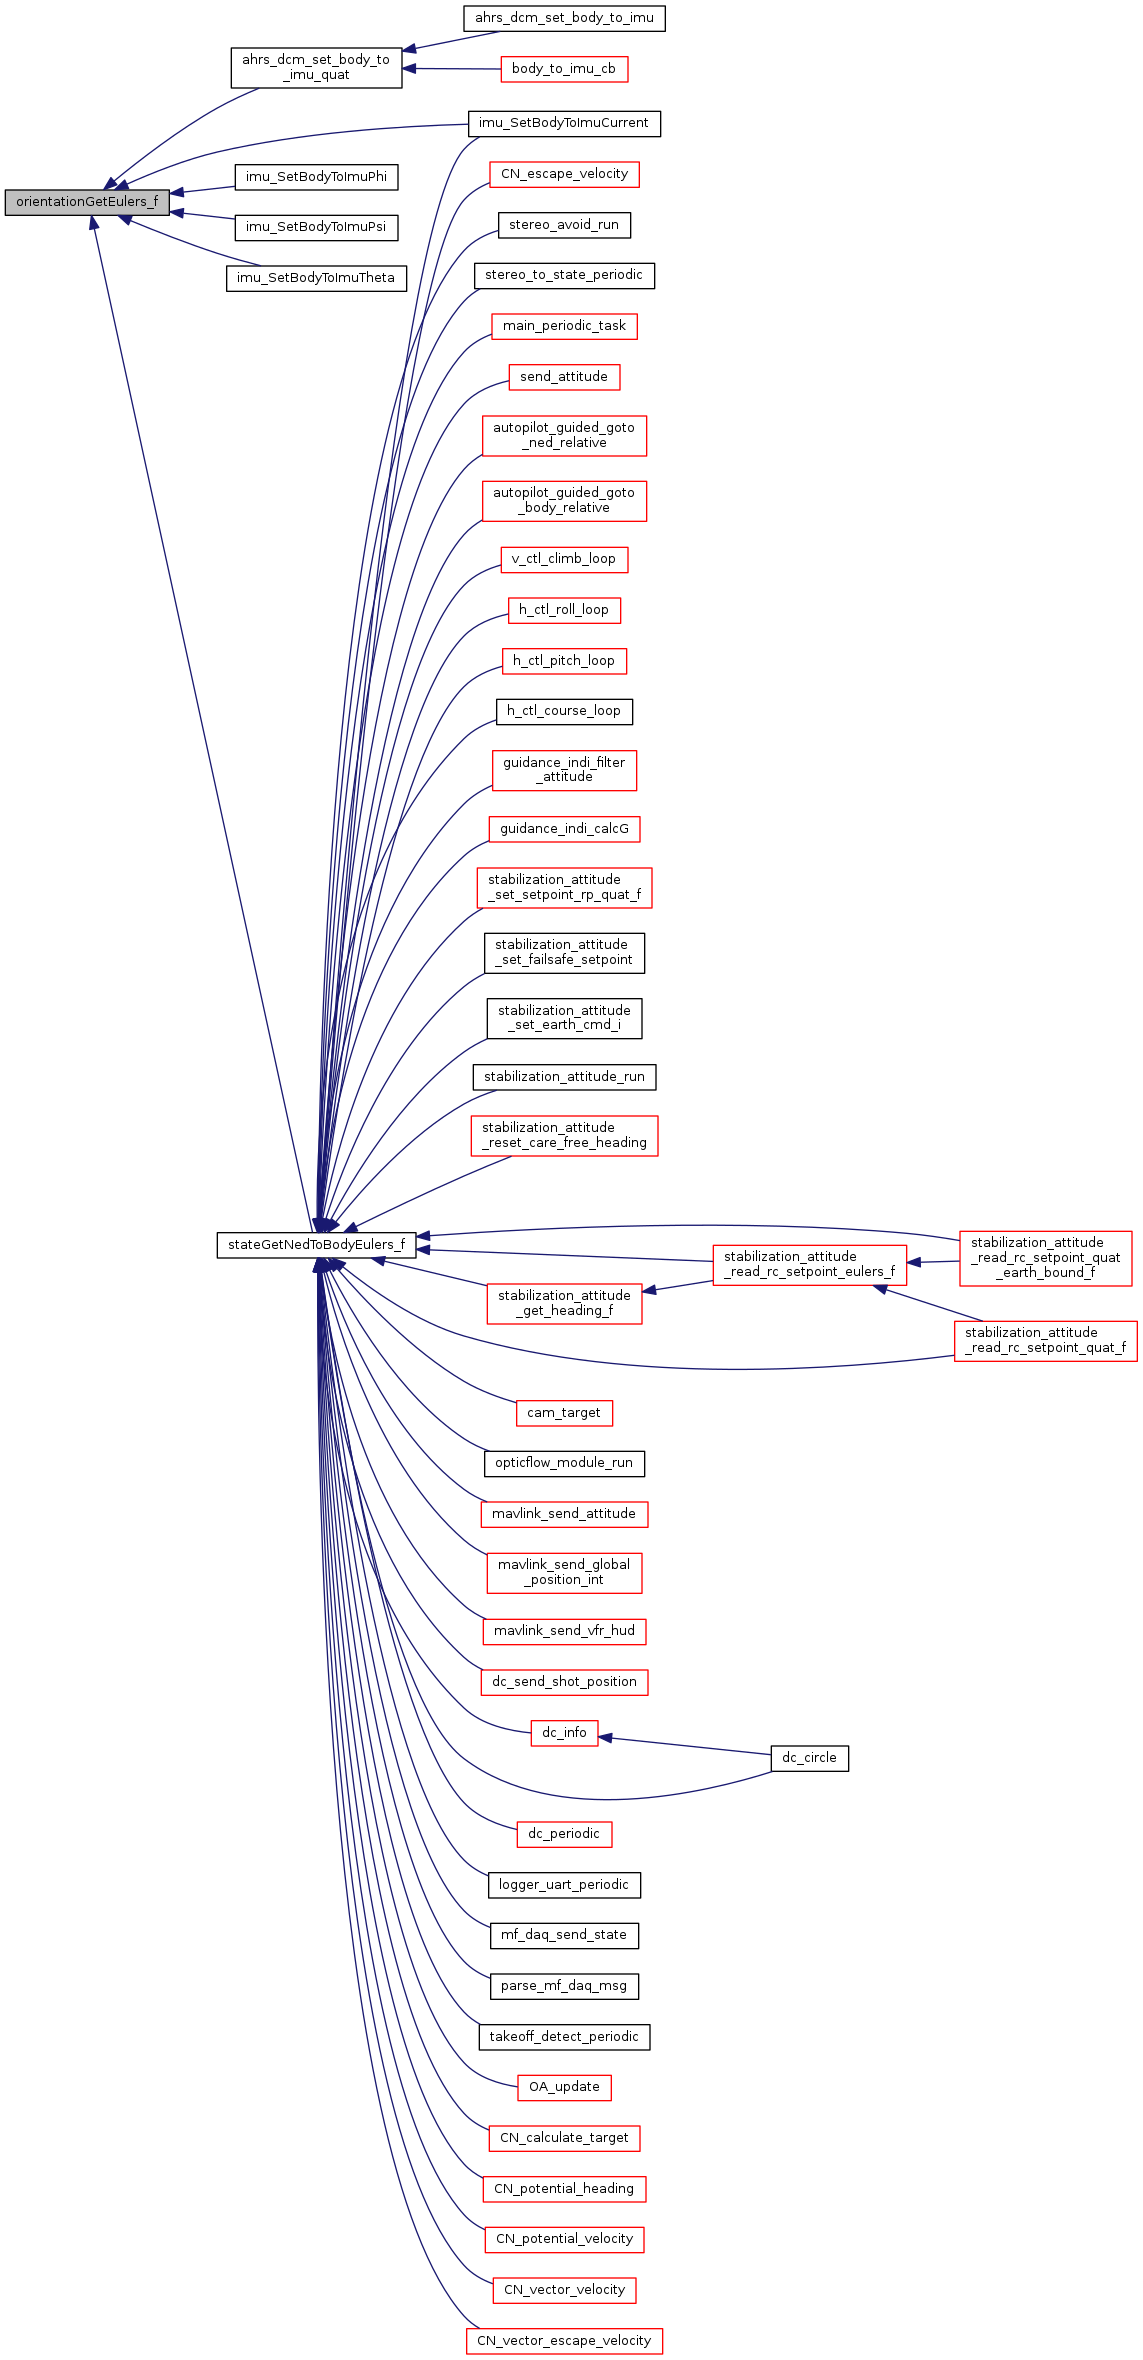 ahrs_dcm_set_body_to_imu
ahrs_dcm_set_body_to
_imu_quat
body_to_imu_cb
imu_SetBodyToImuCurrent
CN_escape_velocity
imu_SetBodyToImuPhi
orientationGetEulers_f
imu_SetBodyToImuPsi
stereo_avoid_run
imu_SetBodyToImuTheta
stereo_to_state_periodic
main_periodic_task
send_attitude
autopilot_guided_goto
_ned_relative
autopilot_guided_goto
_body_relative
v_ctl_climb_loop
h_ctl_roll_loop
h_ctl_pitch_loop
h_ctl_course_loop
guidance_indi_filter
_attitude
guidance_indi_calcG
stabilization_attitude
_set_setpoint_rp_quat_f
stabilization_attitude
_set_failsafe_setpoint
stabilization_attitude
_set_earth_cmd_i
stabilization_attitude_run
stabilization_attitude
_reset_care_free_heading
stateGetNedToBodyEulers_f
stabilization_attitude
_read_rc_setpoint_eulers_f
stabilization_attitude
_read_rc_setpoint_quat
_earth_bound_f
stabilization_attitude
_get_heading_f
stabilization_attitude
_read_rc_setpoint_quat_f
cam_target
opticflow_module_run
mavlink_send_attitude
mavlink_send_global
_position_int
mavlink_send_vfr_hud
dc_send_shot_position
dc_info
dc_circle
dc_periodic
logger_uart_periodic
mf_daq_send_state
parse_mf_daq_msg
takeoff_detect_periodic
OA_update
CN_calculate_target
CN_potential_heading
CN_potential_velocity
CN_vector_velocity
CN_vector_escape_velocity